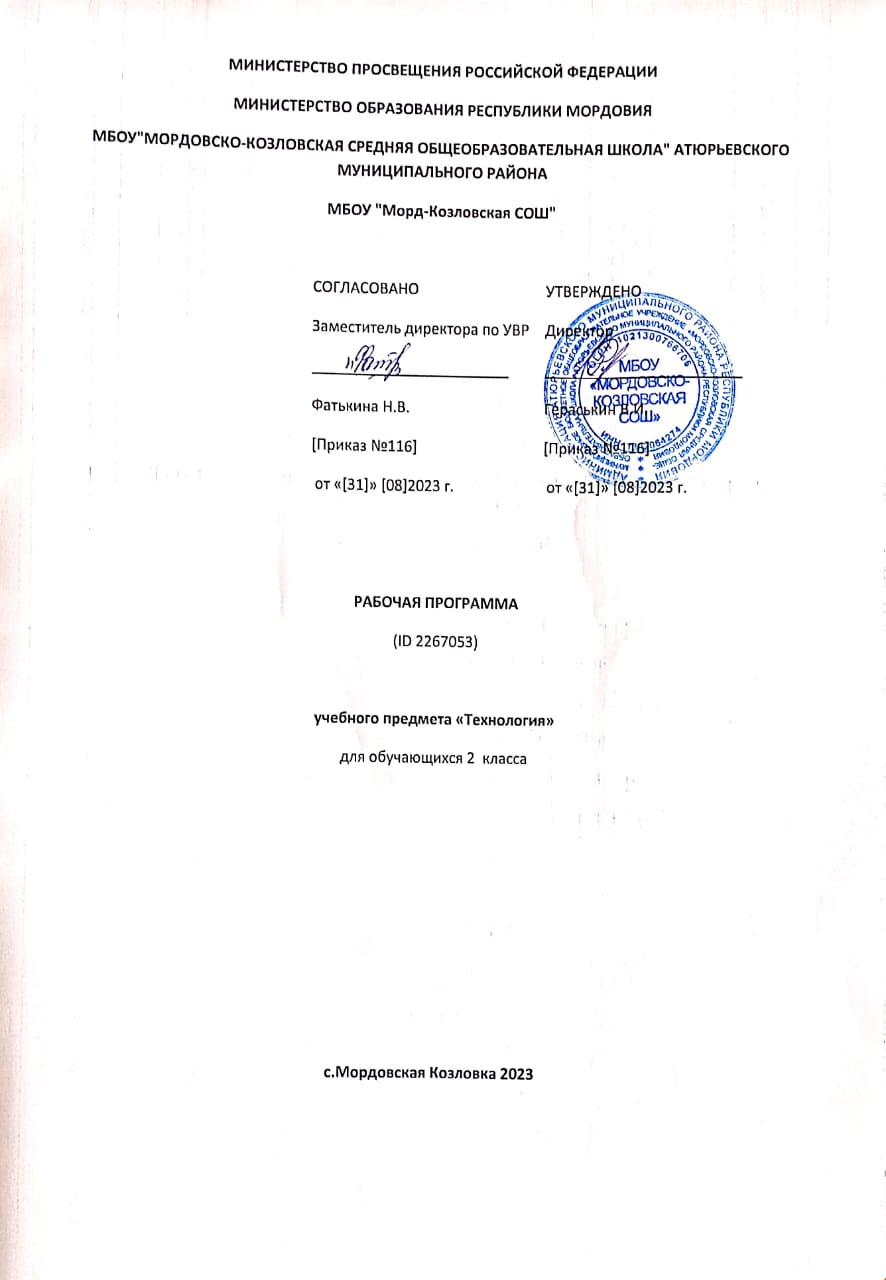 МИНИСТЕРСТВО ПРОСВЕЩЕНИЯ РОССИЙСКОЙ ФЕДЕРАЦИИ
МИНИСТЕРСТВО ОБРАЗОВАНИЯ РЕСПУБЛИКИ МОРДОВИЯ
МБОУ"МОРДОВСКО-КОЗЛОВСКАЯ СРЕДНЯЯ ОБЩЕОБРАЗОВАТЕЛЬНАЯ ШКОЛА" АТЮРЬЕВСКОГО
МУНИЦИПАЛЬНОГО РАЙОНА
МБОУ "Морд-Козловская СОШ"
СОГЛАСОВАНО
Заместитель директора по УВР
Фатькина Н.В.
[Приказ №116]
от «[31]» [08]2023 г.
УТВЕРЖДЕНО
Директор
Гераськин В.И.
[Приказ №116]
от «[31]» [08]2023 г.
МБОУ
«МОРДОВСКО-
КОЗЛОВСКАЯ
СОШ»
РАБОЧАЯ ПРОГРАММА
(ID 2267053)
учебного предмета «Технология»
для обучающихся 2 класса
с.Мордовская Козловка 2023